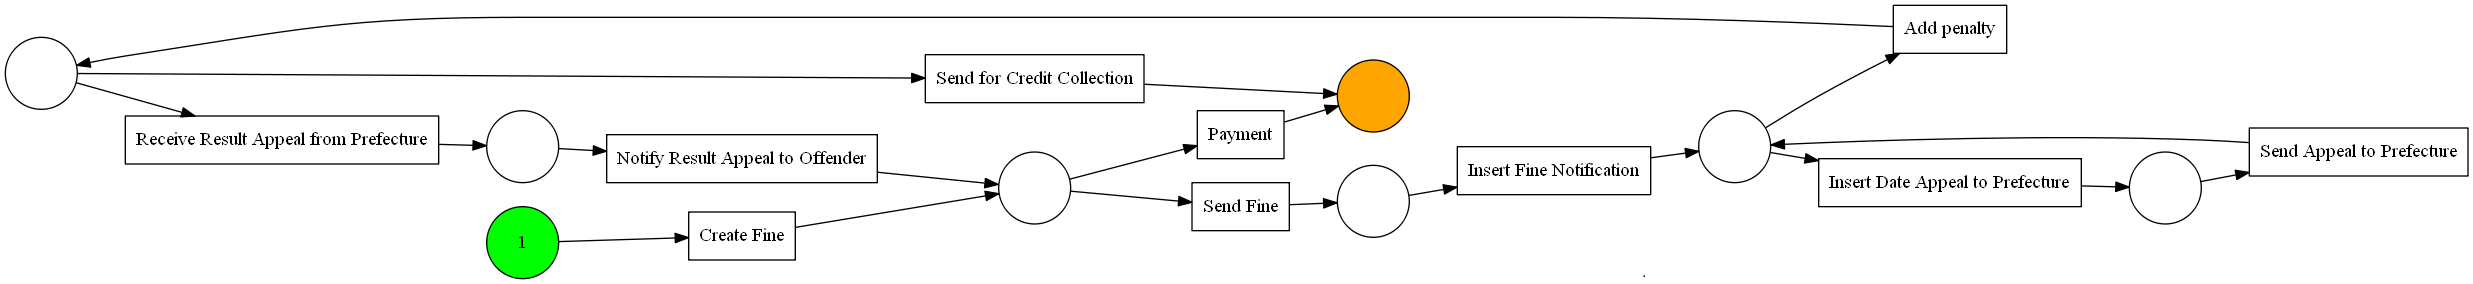 Add penalty
Send for Credit Collection
Receive Result Appeal from Prefecture
Payment
Notify Result Appeal to Offender
Insert Fine Notification
Send Appeal to Prefecture
Insert Date Appeal to Prefecture
Send Fine
Create Fine
1
.